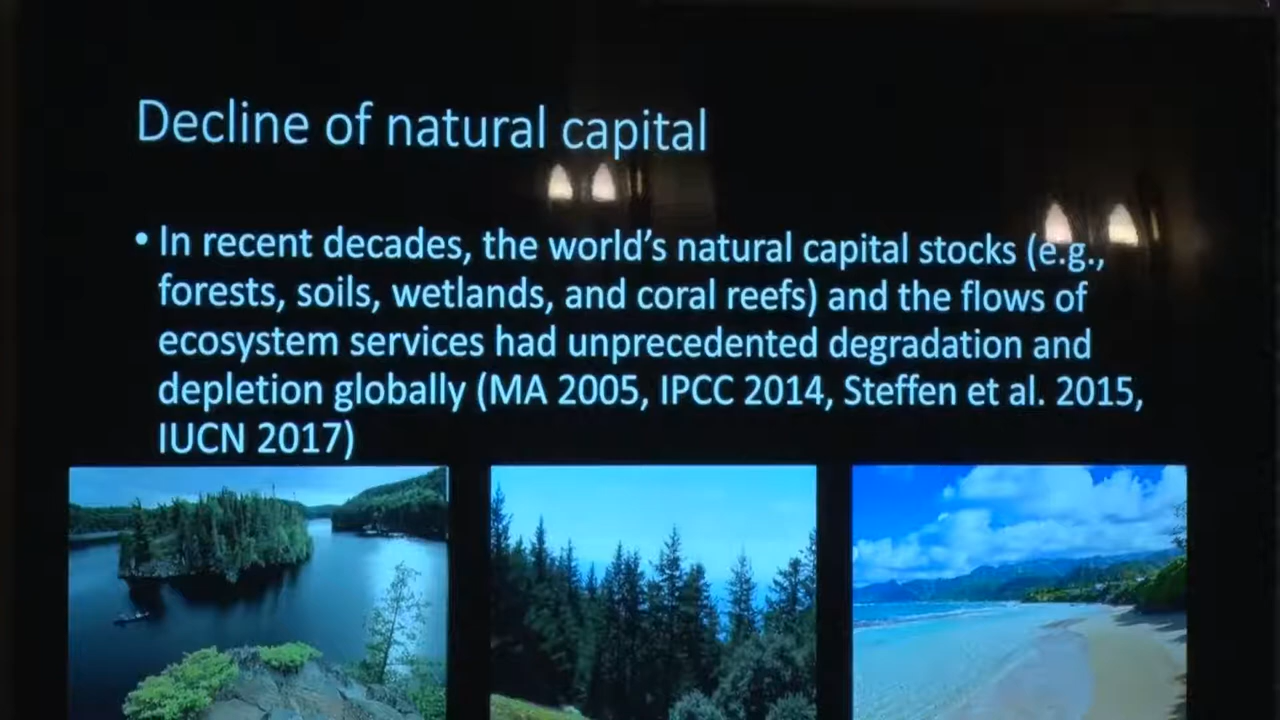 Decline of natural capital
• In recent decades, the world's natural capital stocks (e.g.,
forests, soils, wetlands, and coral reefs) and the flows of
ecosystem services had unprecedented degradation and
depletion globally (MA 2005, IPCC 2014, Steffen et al. 2015,
IUCN 2017)